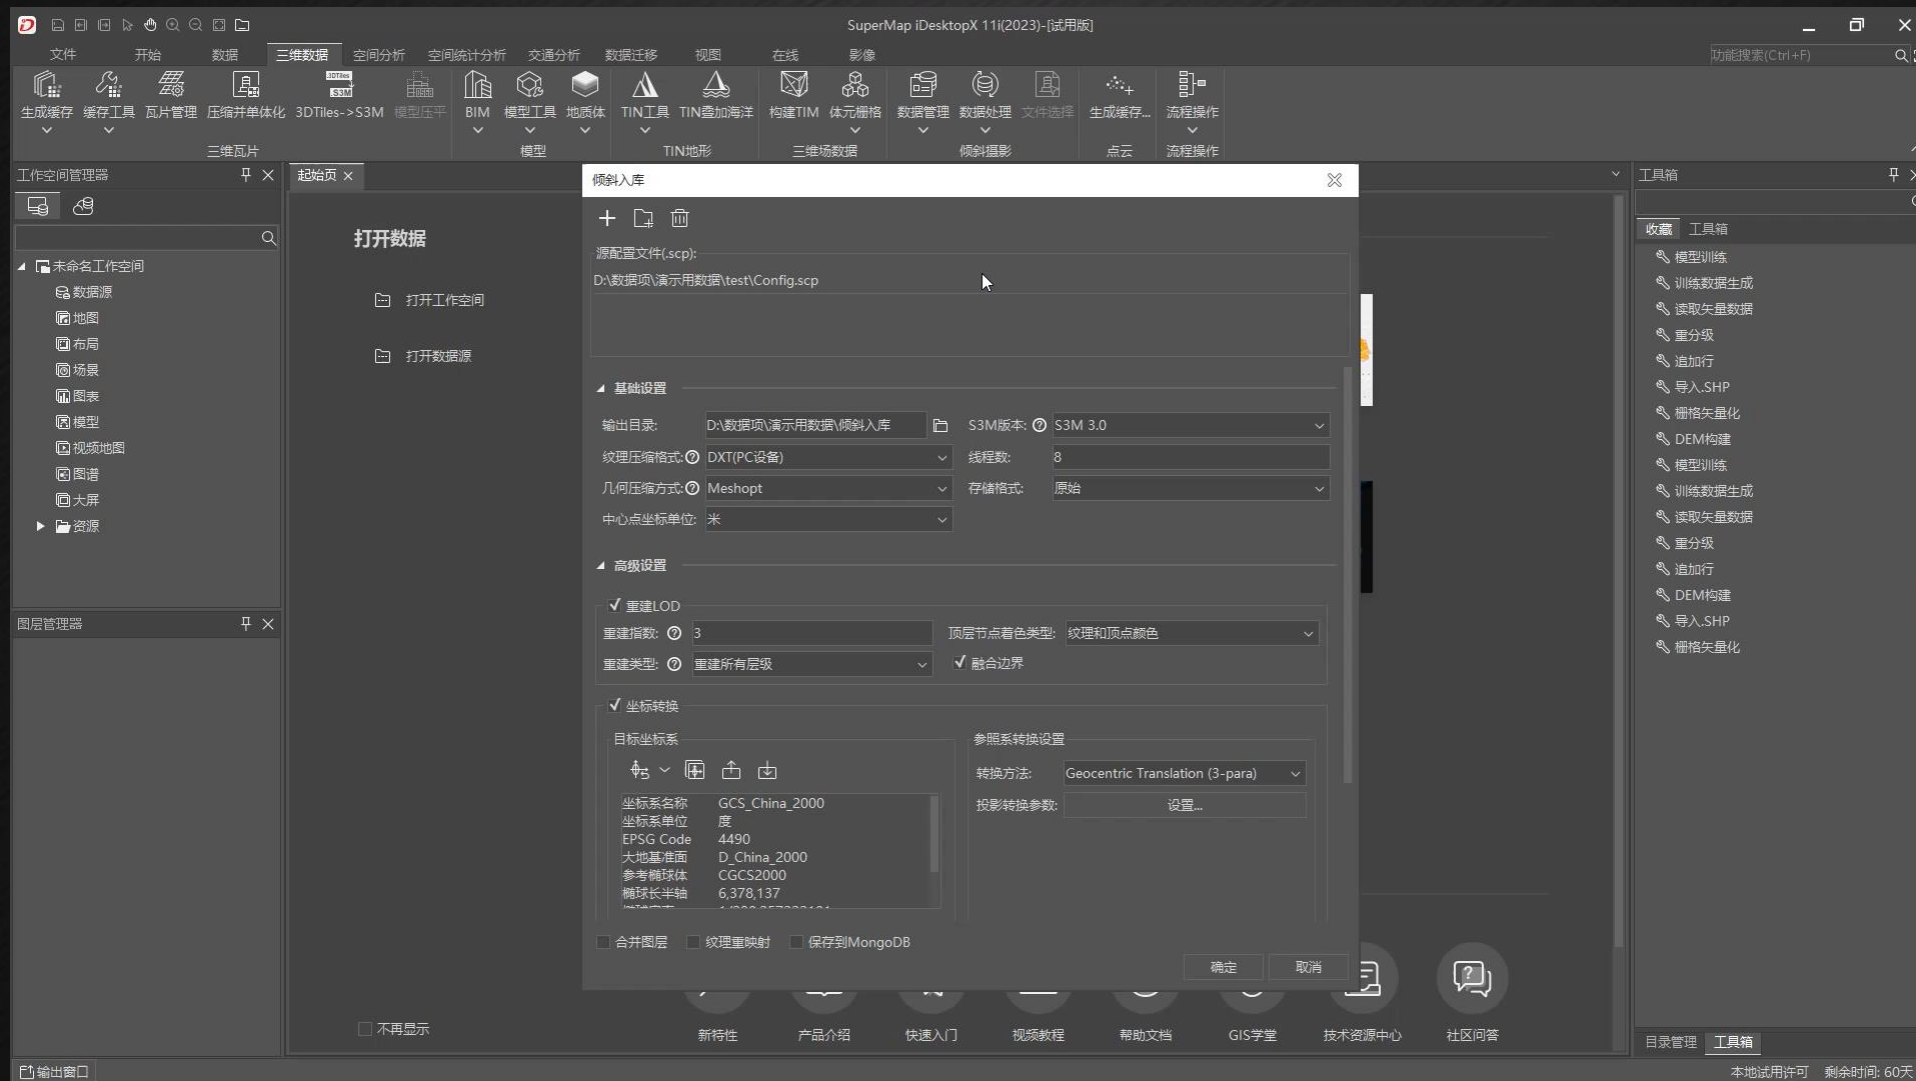 SuperMap iDesktopX 11i(2023)-[试用版]
文件 开始 数据 三维数据 空间分析 空间统计分析 交通分析 数据迁移 视图 在线 影像 功能搜索(Ctrl+F)
生成缓存 缓存工具 瓦片管理 压缩并单体化 3DTiles->S3M 模型压平 BIM 模型工具 地质体 TIN工具 TIN叠加海洋 构建TIM 体元栅格 数据管理 数据处理 文件选择 生成缓存... 流程操作
三维瓦片 模型 TIN地形 三维场数据 倾斜摄影 点云 流程操作
工作空间管理器
未命名工作空间
数据源
地图
布局
场景
图表
模型
视频地图
图谱
大屏
资源
图层管理器
输出窗口
起始页
打开数据
打开工作空间
打开数据源
不再显示
倾斜入库
源配置文件(.scp):
D:\数据项\演示用数据\test\Config.scp
基础设置
输出目录: D:\数据项\演示用数据\倾斜入库 S3M版本: S3M 3.0
纹理压缩格式: DXT(PC设备) 线程数: 8
几何压缩方式: Meshopt 存储格式: 原始
中心点坐标单位: 米
高级设置
重建LOD
重建指数: 3 顶层节点着色类型: 纹理和顶点颜色
重建类型: 重建所有层级 融合边界
坐标转换
目标坐标系 参照系转换设置
转换方法: Geocentric Translation (3-para)
投影转换参数: 设置...
坐标系名称 GCS_China_2000
坐标系单位 度
EPSG Code 4490
大地基准面 D_China_2000
参考椭球体 CGCS2000
椭球长半轴 6,378,137
合并图层 纹理重映射 保存到MongoDB
确定 取消
新特性 产品介绍 快速入门 视频教程 帮助文档 GIS学堂 技术资源中心 社区问答
工具箱
收藏 工具箱
模型训练
训练数据生成
读取矢量数据
重分级
追加行
导入.SHP
栅格矢量化
DEM构建
模型训练
训练数据生成
读取矢量数据
重分级
追加行
DEM构建
导入.SHP
栅格矢量化
目录管理 工具箱
本地试用许可 剩余时间: 60天